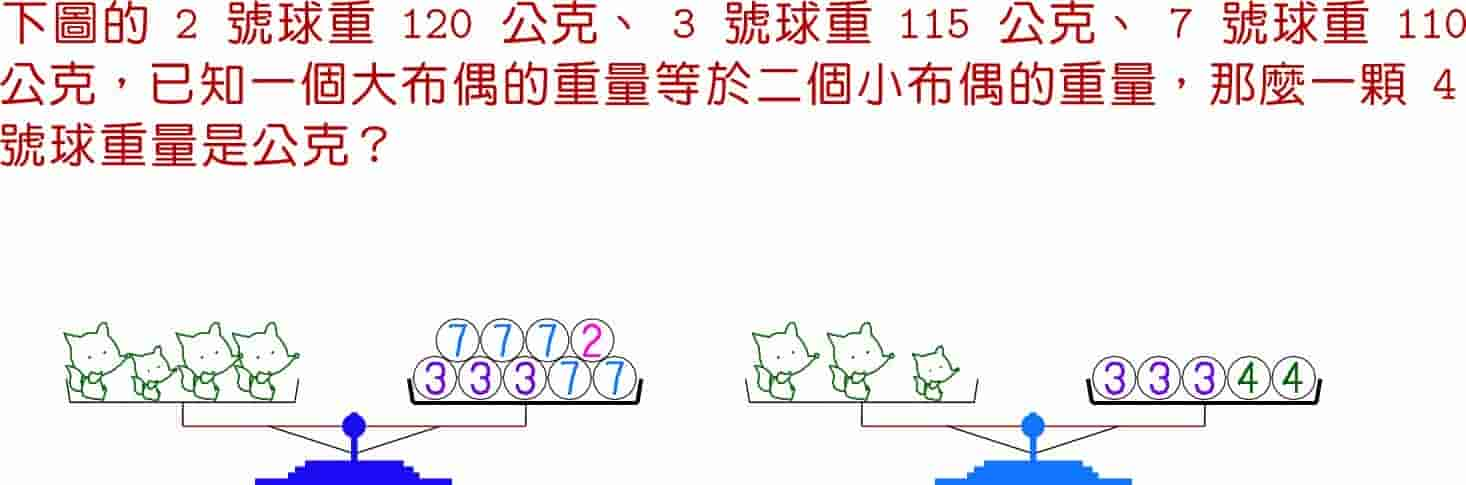 下圖的 2 號球重 120 公克、 3 號球重 115 公克、 7 號球重 110
公克，已知一個大布偶的重量等於二個小布偶的重量，那麼一顆 4
號球重量是公克？
7 7 7 2
3 3 3 7 7
3 3 3 4 4